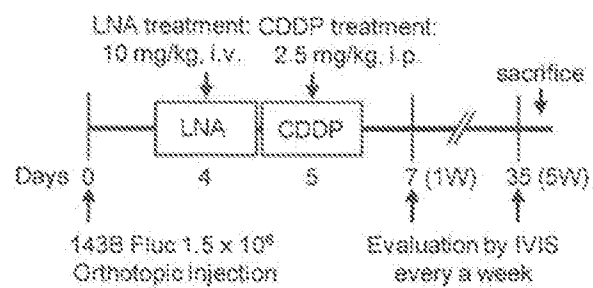 LNA treatment: CDDP treatment:
10 mg/kg, i.v. 2.5 mg/kg, i.p.
sacrifice
LNA CDDP
Days 0 4 5 7 (1W) 35 (5W)
143B Fluc 1.5 x 10⁶ Evaluation by IVIS
Orthotopic injection every a week